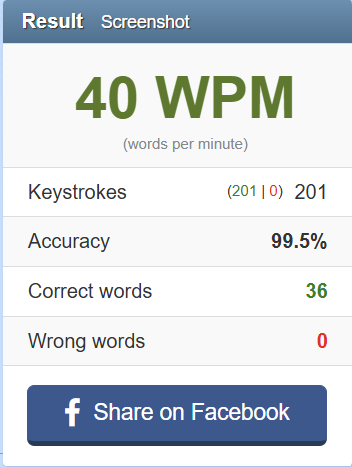 Result Screenshot
40 WPM
(words per minute)
Keystrokes (201 | 0) 201
Accuracy 99.5%
Correct words 36
Wrong words 0
Share on Facebook